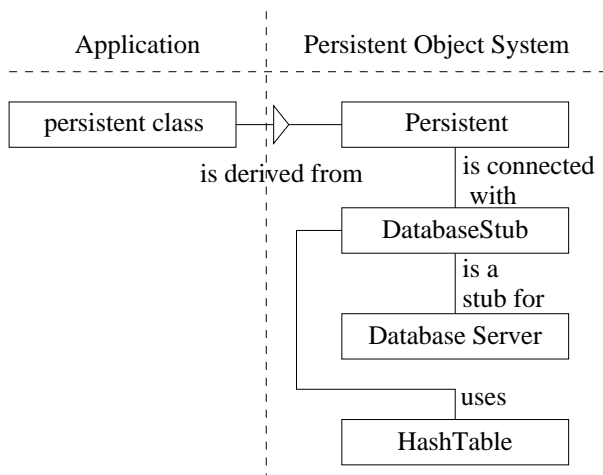 Application
Persistent Object System
persistent class
Persistent
is derived from
is connected
with
DatabaseStub
is a
stub for
Database Server
uses
HashTable